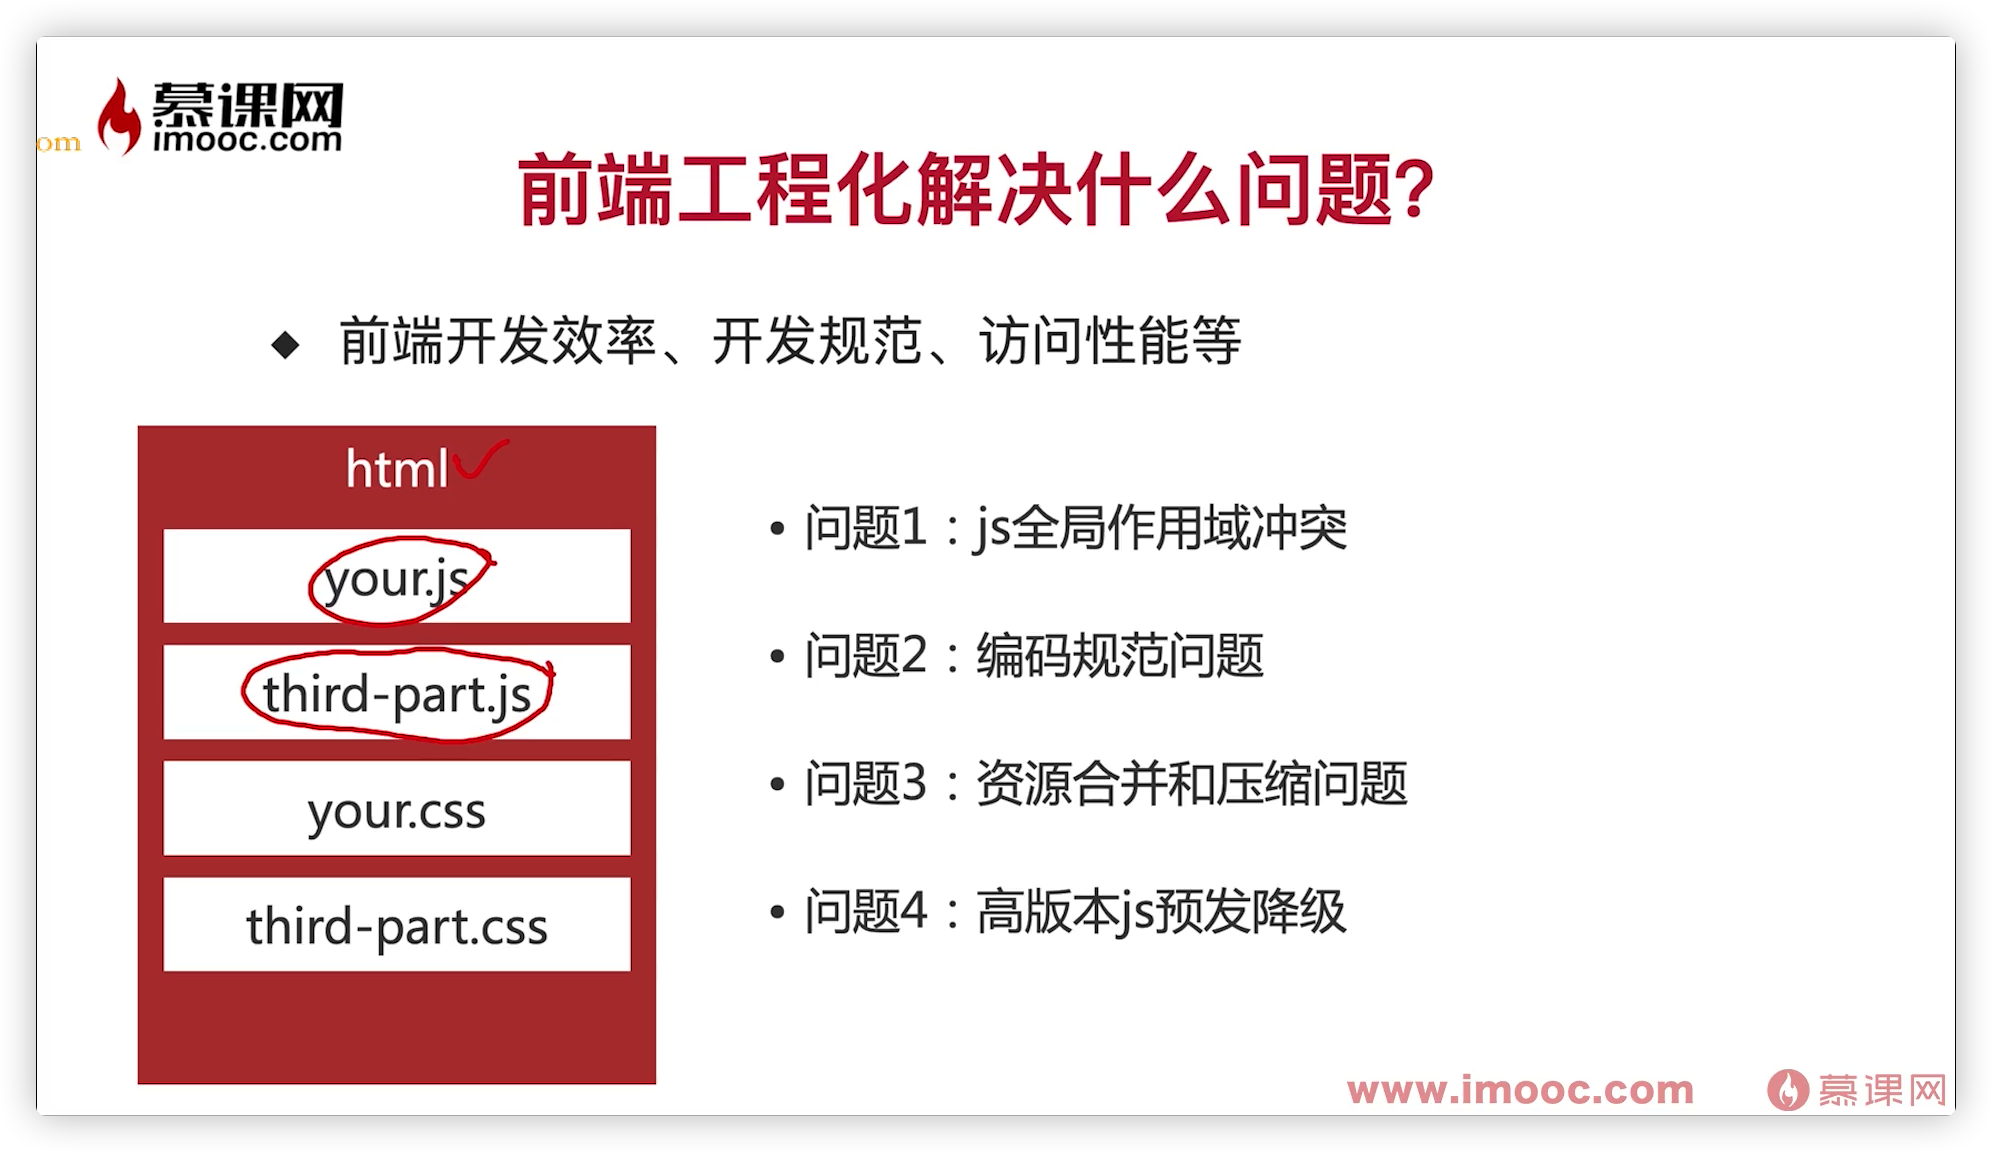 慕课网
imooc.com
om
前端工程化解决什么问题?
◆ 前端开发效率、开发规范、访问性能等
html
your.js
third-part.js
your.css
third-part.css
• 问题1：js全局作用域冲突
• 问题2：编码规范问题
• 问题3：资源合并和压缩问题
• 问题4：高版本js预发降级
www.imooc.com
慕课网